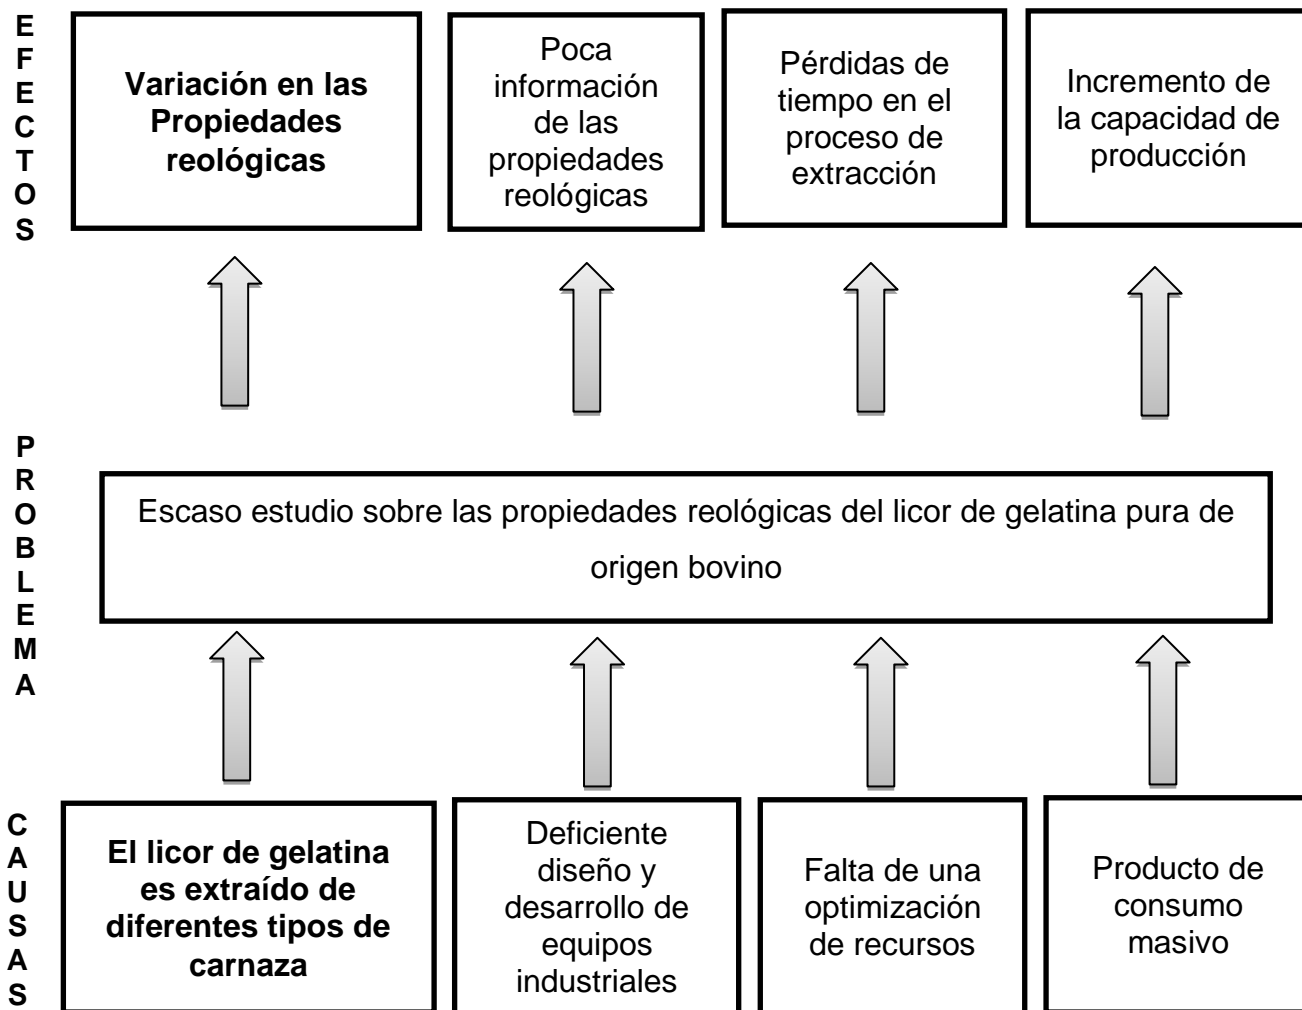 EFECTOS
Variación en las
Propiedades
reológicas
Poca
información
de las
propiedades
reológicas
Pérdidas de
tiempo en el
proceso de
extracción
Incremento de
la capacidad de
producción
PROBLEMA
Escaso estudio sobre las propiedades reológicas del licor de gelatina pura de
origen bovino
CAUSAS
El licor de gelatina
es extraído de
diferentes tipos de
carnaza
Deficiente
diseño y
desarrollo de
equipos
industriales
Falta de una
optimización
de recursos
Producto de
consumo
masivo